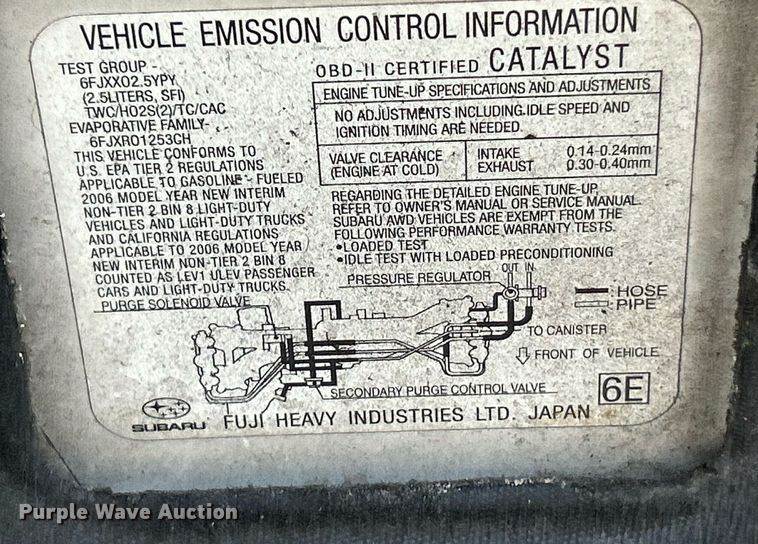 VEHICLE EMISSION CONTROL INFORMATION
TEST GROUP -
6FJXX02.5YPY
(2.5LITERS, SFI)
TWC/HO2S(2)/TC/CAC
EVAPORATIVE FAMILY-
6FJXR01253GH
THIS VEHICLE CONFORMS TO
U.S. EPA TIER 2 REGULATIONS
APPLICABLE TO GASOLINE - FUELED
2006 MODEL YEAR NEW INTERIM
NON-TIER 2 BIN 8 LIGHT-DUTY
VEHICLES AND LIGHT-DUTY TRUCKS
AND CALIFORNIA REGULATIONS
APPLICABLE TO 2006 MODEL YEAR
NEW INTERIM NON-TIER 2 BIN 8
COUNTED AS LEV1 ULEV PASSENGER
CARS AND LIGHT-DUTY TRUCKS.
OBD-II CERTIFIED CATALYST
ENGINE TUNE-UP SPECIFICATIONS AND ADJUSTMENTS
NO ADJUSTMENTS INCLUDING IDLE SPEED AND
IGNITION TIMING ARE NEEDED.
VALVE CLEARANCE
(ENGINE AT COLD)
INTAKE 0.14-0.24mm
EXHAUST 0.30-0.40mm
REGARDING THE DETAILED ENGINE TUNE-UP,
REFER TO OWNER'S MANUAL OR SERVICE MANUAL.
SUBARU AWD VEHICLES ARE EXEMPT FROM THE
FOLLOWING PERFORMANCE WARRANTY TESTS.
•LOADED TEST
•IDLE TEST WITH LOADED PRECONDITIONING
PURGE SOLENOID VALVE
PRESSURE REGULATOR
OUT IN
:HOSE
:PIPE
TO CANISTER
FRONT OF VEHICLE
SECONDARY PURGE CONTROL VALVE
6E
SUBARU FUJI HEAVY INDUSTRIES LTD. JAPAN
Purple Wave Auction